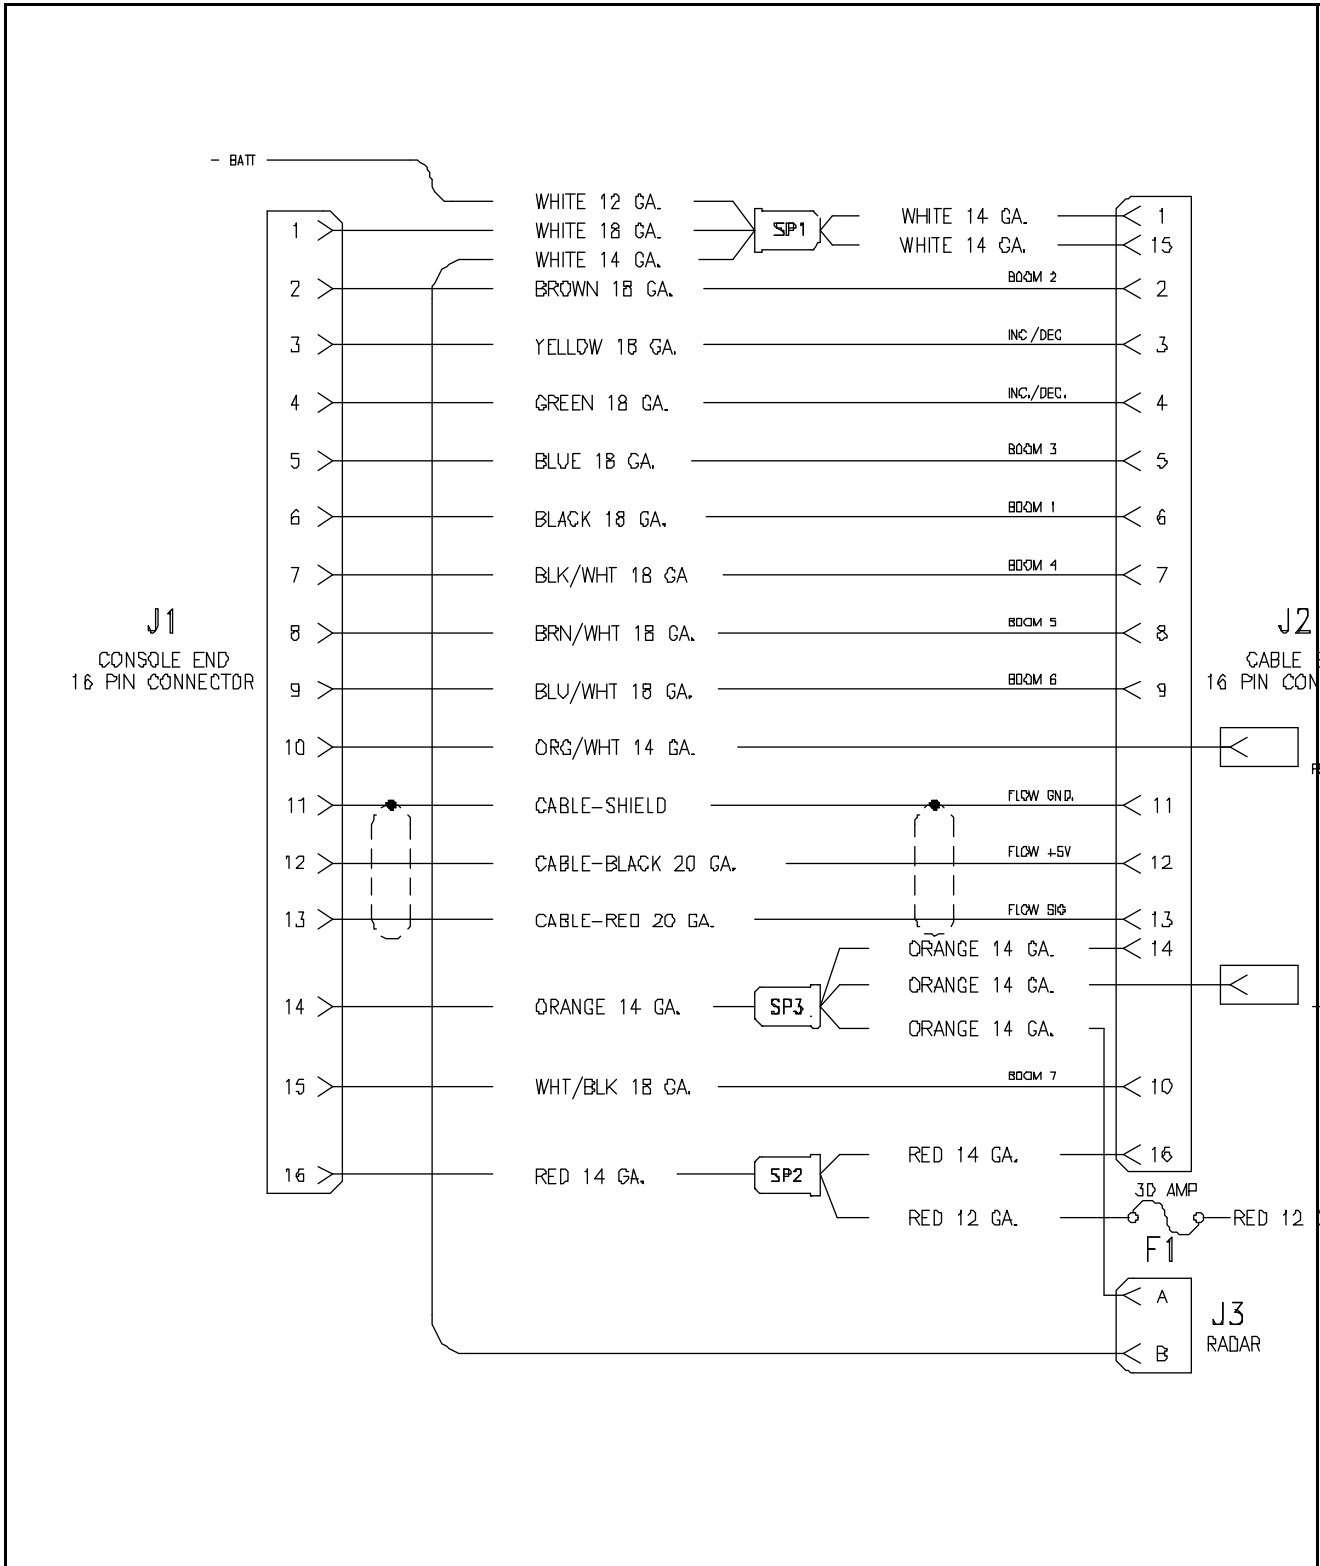 - BATT
WHITE 12 GA.
1 WHITE 18 GA. SP1 WHITE 14 GA. 1
WHITE 14 GA. WHITE 14 GA. 15
2 BROWN 18 GA. BOOM 2 2
3 YELLOW 18 GA. INC/DEC 3
4 GREEN 18 GA. INC./DEC. 4
5 BLUE 18 GA. BOOM 3 5
6 BLACK 18 GA. BOOM 1 6
7 BLK/WHT 18 GA BOOM 4 7
J1
8 BRN/WHT 18 GA. BOOM 5 8
J2
CONSOLE END
16 PIN CONNECTOR
CABLE
16 PIN CON
9 BLU/WHT 18 GA. BOOM 6 9
10 ORG/WHT 14 GA.
11 CABLE-SHIELD FLOW GND. 11
12 CABLE-BLACK 20 GA. FLOW +5V 12
13 CABLE-RED 20 GA. FLOW SIG 13
ORANGE 14 GA. 14
ORANGE 14 GA.
14 ORANGE 14 GA. SP3
ORANGE 14 GA.
15 WHT/BLK 18 GA. BOOM 7 10
RED 14 GA. 16
16 RED 14 GA. SP2
30 AMP
RED 12 GA. RED 12
F1
A
J3
RADAR
B